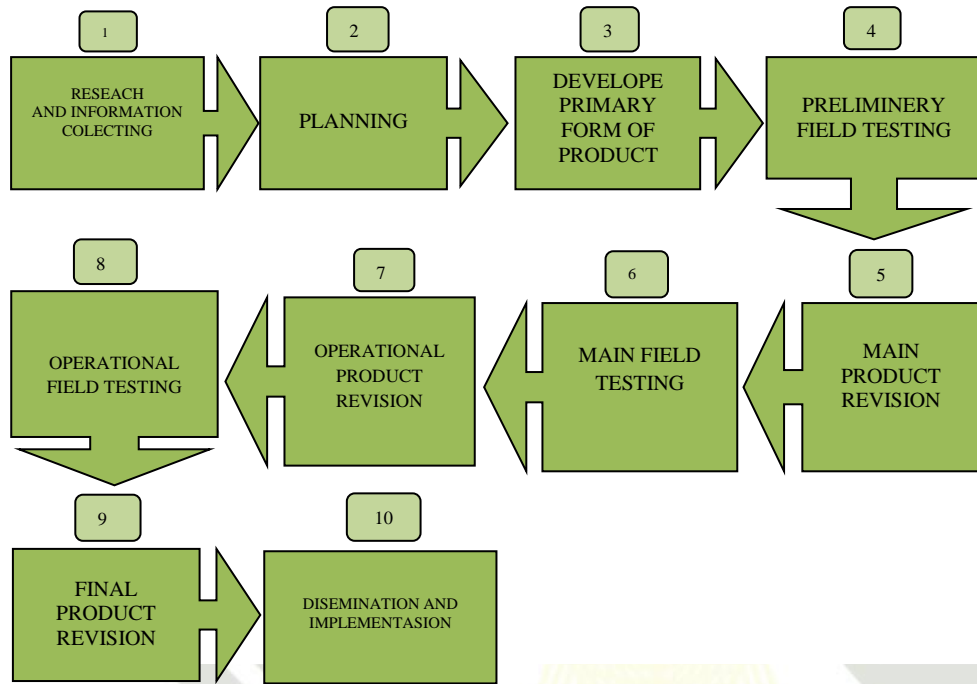 1
RESEACH
AND INFORMATION
COLECTING
2
PLANNING
3
DEVELOPE
PRIMARY
FORM OF
PRODUCT
4
PRELIMINERY
FIELD TESTING
5
MAIN
PRODUCT
REVISION
6
MAIN FIELD
TESTING
7
OPERATIONAL
PRODUCT
REVISION
8
OPERATIONAL
FIELD TESTING
9
FINAL
PRODUCT
REVISION
10
DISEMINATION AND
IMPLEMENTASION